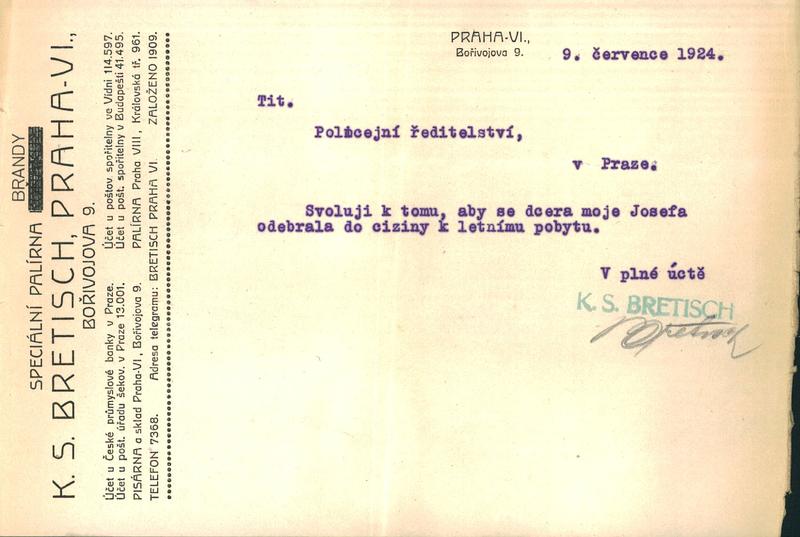 SPECIÁLNÍ PALÍRNA BRANDY
K. S. BRETISCH, PRAHA-VI.,
BOŘIVOJOVA 9.
Účet u České průmyslové banky v Praze. Účet u poštov spořitelny ve Vídni 114.597.
Účet u pošt. úřadu šekov. v Praze 13.001. Účet u pošt. spořitelny v Budapešti 41.495.
PISÁRNA a sklad Praha-VI., Bořivojova 9. PALÍRNA Praha VIII., Královská tř. 961.
TELEFON 7368. Adresa telegramu: BRETISCH PRAHA VI. ZALOŽENO 1909.
PRAHA-VI.,
Bořivojova 9.
9. července 1924.
Tit.
Policejní ředitelství,
v Praze.
Svoluji k tomu, aby se dcera moje Josefa
odebrala do ciziny k letnímu pobytu.
V plné úctě
K. S. BRETISCH
Bretisch